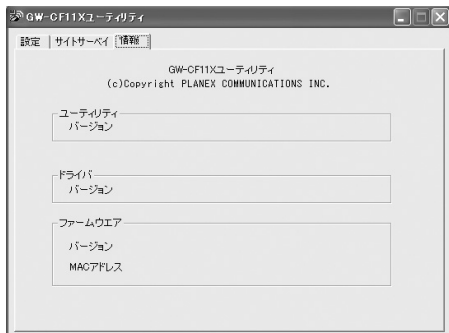 GW-CF11Xユーティリティ
設定 サイトサーベイ 情報
GW-CF11Xユーティリティ
(c)Copyright PLANEX COMMUNICATIONS INC.
ユーティリティ
バージョン
ドライバ
バージョン
ファームウエア
バージョン
MACアドレス